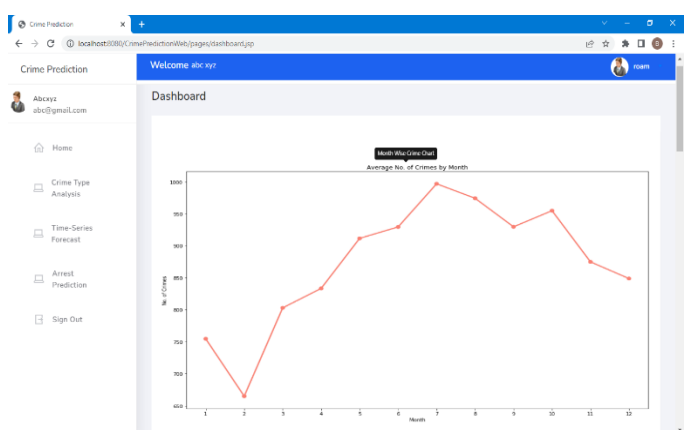 Crime Prediction
localhost:8080/CrimePredictionWeb/pages/dashboard.jsp
Crime Prediction
Welcome abc xyz
roam
Abcxyz
abc@gmail.com
Dashboard
Home
Crime Type
Analysis
Time-Series
Forecast
Arrest
Prediction
Sign Out
Month Wise Crime Chart
Average No. of Crimes by Month
1000
950
900
850
800
750
700
650
No. of Crimes
1 2 3 4 5 6 7 8 9 10 11 12
Month